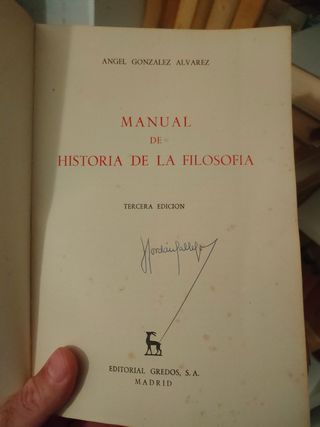 ANGEL GONZALEZ ALVAREZ
MANUAL
DE
HISTORIA DE LA FILOSOFIA
TERCERA EDICION
EDITORIAL GREDOS, S. A.
MADRID